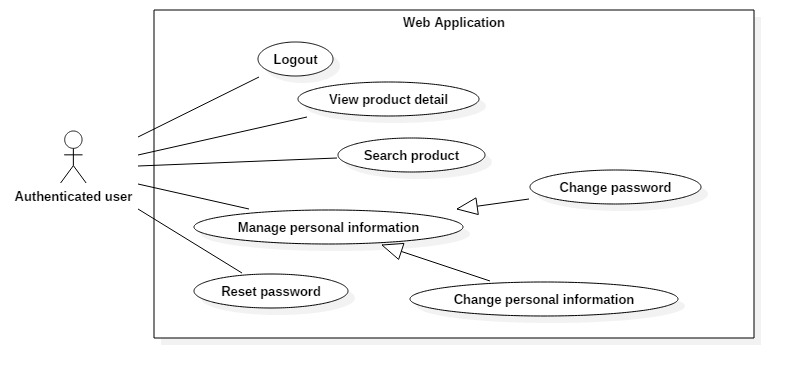 Web Application
Logout
View product detail
Search product
Change password
Authenticated user
Manage personal information
Reset password
Change personal information